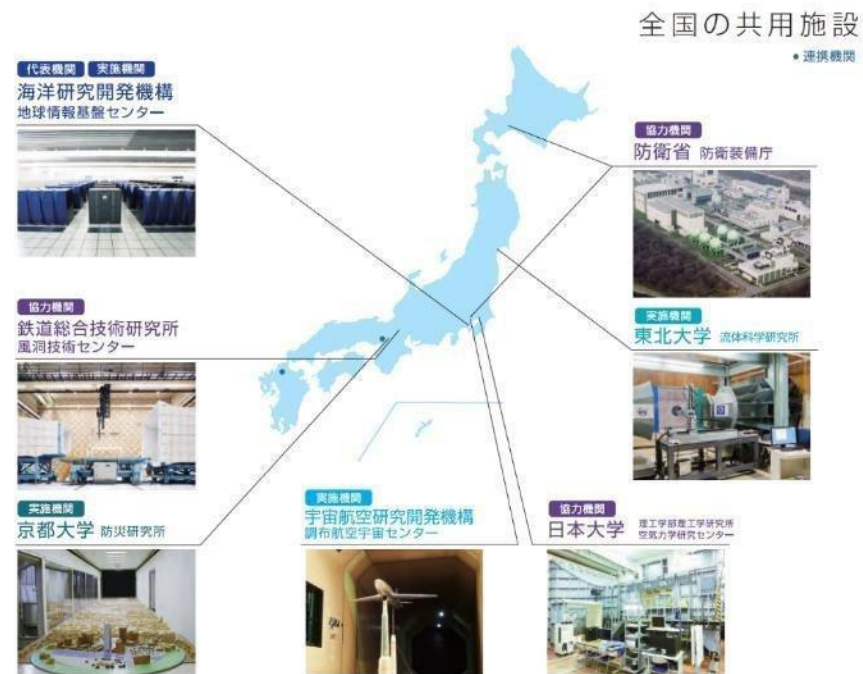 全国の共用施設
● 連携機関
代表機関 実施機関
海洋研究開発機構
地球情報基盤センター
協力機関
防衛省 防衛装備庁
協力機関
鉄道総合技術研究所
風洞技術センター
実施機関
東北大学 流体科学研究所
実施機関
京都大学 防災研究所
実施機関
宇宙航空研究開発機構
調布航空宇宙センター
協力機関
日本大学 理工学部理工学研究所
空気力学研究センター